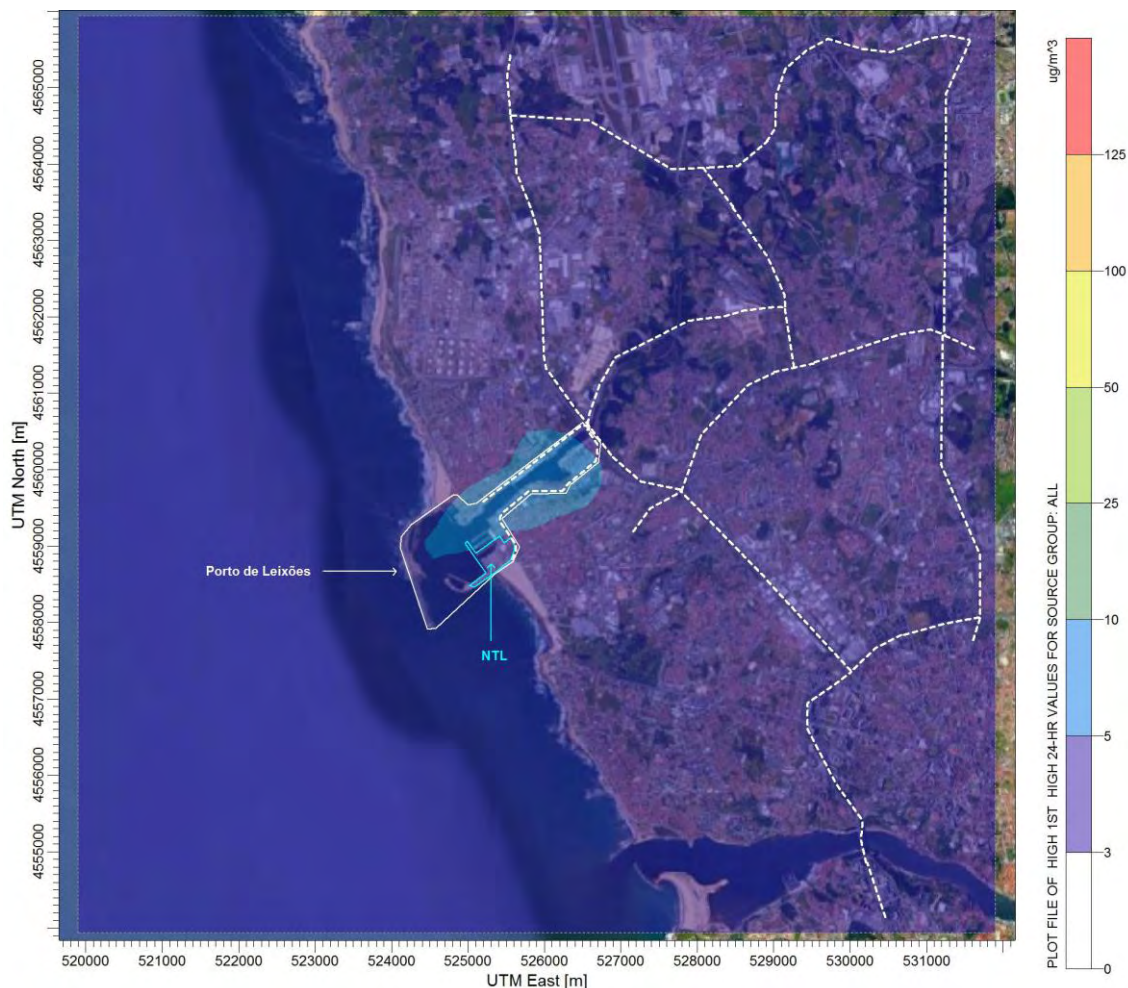 UTM North [m]
4565000
4564000
4563000
4562000
4561000
4560000
4559000
4558000
4557000
4556000
4555000
Porto de Leixões
NTL
520000 521000 522000 523000 524000 525000 526000 527000 528000 529000 530000 531000
UTM East [m]
PLOT FILE OF HIGH 1ST HIGH 24-HR VALUES FOR SOURCE GROUP: ALL
ug/m^3
125
100
50
25
10
5
3
0